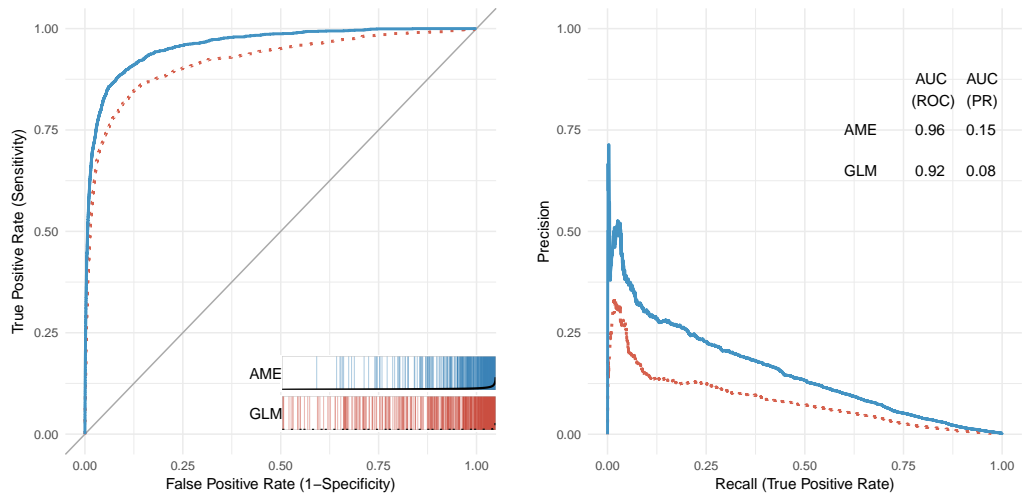 1.00
0.75
0.50
0.25
0.00
True Positive Rate (Sensitivity)
AME
GLM
0.00 0.25 0.50 0.75 1.00
False Positive Rate (1−Specificity)
1.00
0.75
0.50
0.25
0.00
Precision
AUC AUC
(ROC) (PR)
AME 0.96 0.15
GLM 0.92 0.08
0.00 0.25 0.50 0.75 1.00
Recall (True Positive Rate)